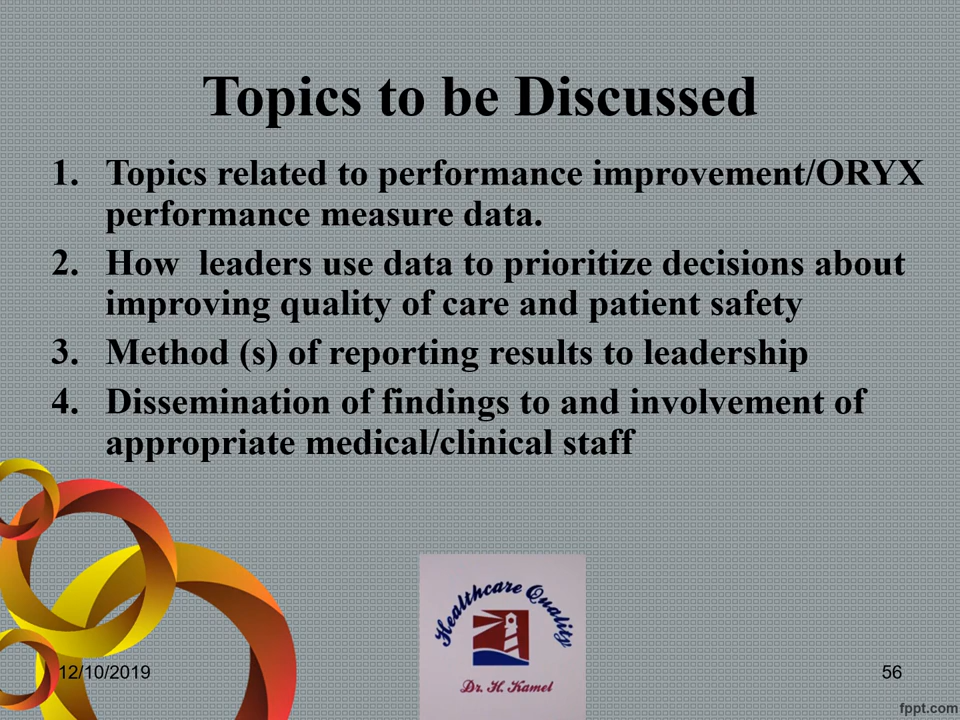 Topics to be Discussed
1. Topics related to performance improvement/ORYX
performance measure data.
2. How  leaders use data to prioritize decisions about
improving quality of care and patient safety
3. Method (s) of reporting results to leadership
4. Dissemination of findings to and involvement of
appropriate medical/clinical staff
Healthcare Quality
Dr. H. Kamel
12/10/2019
56
fppt.com